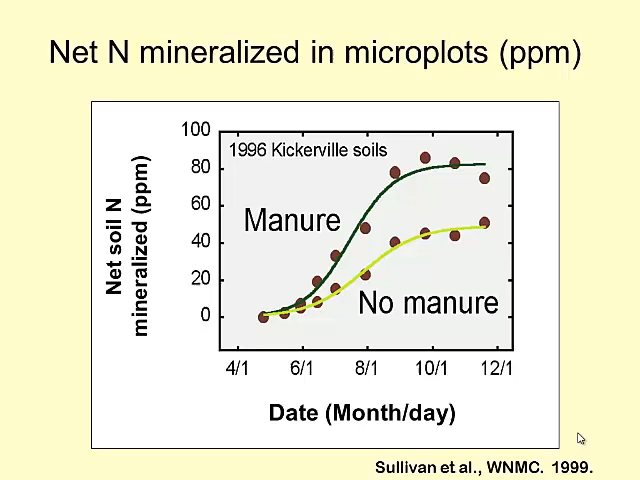 Net N mineralized in microplots (ppm)
1996 Kickerville soils
Manure
No manure
Net soil N
mineralized (ppm)
100
80
60
40
20
0
4/1 6/1 8/1 10/1 12/1
Date (Month/day)
Sullivan et al., WNMC. 1999.